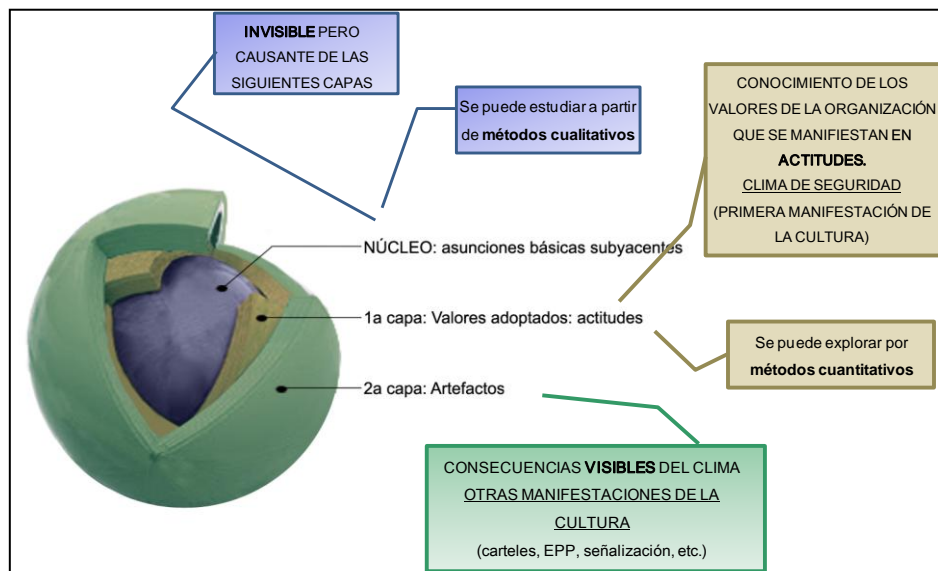 INVISIBLE PERO
CAUSANTE DE LAS
SIGUIENTES CAPAS
Se puede estudiar a partir
de métodos cualitativos
CONOCIMIENTO DE LOS
VALORES DE LA ORGANIZACIÓN
QUE SE MANIFIESTAN EN
ACTITUDES.
CLIMA DE SEGURIDAD
(PRIMERA MANIFESTACIÓN DE
LA CULTURA)
NÚCLEO: asunciones básicas subyacentes
1a capa: Valores adoptados: actitudes
Se puede explorar por
métodos cuantitativos
2a capa: Artefactos
CONSECUENCIAS VISIBLES DEL CLIMA
OTRAS MANIFESTACIONES DE LA
CULTURA
(carteles, EPP, señalización, etc.)